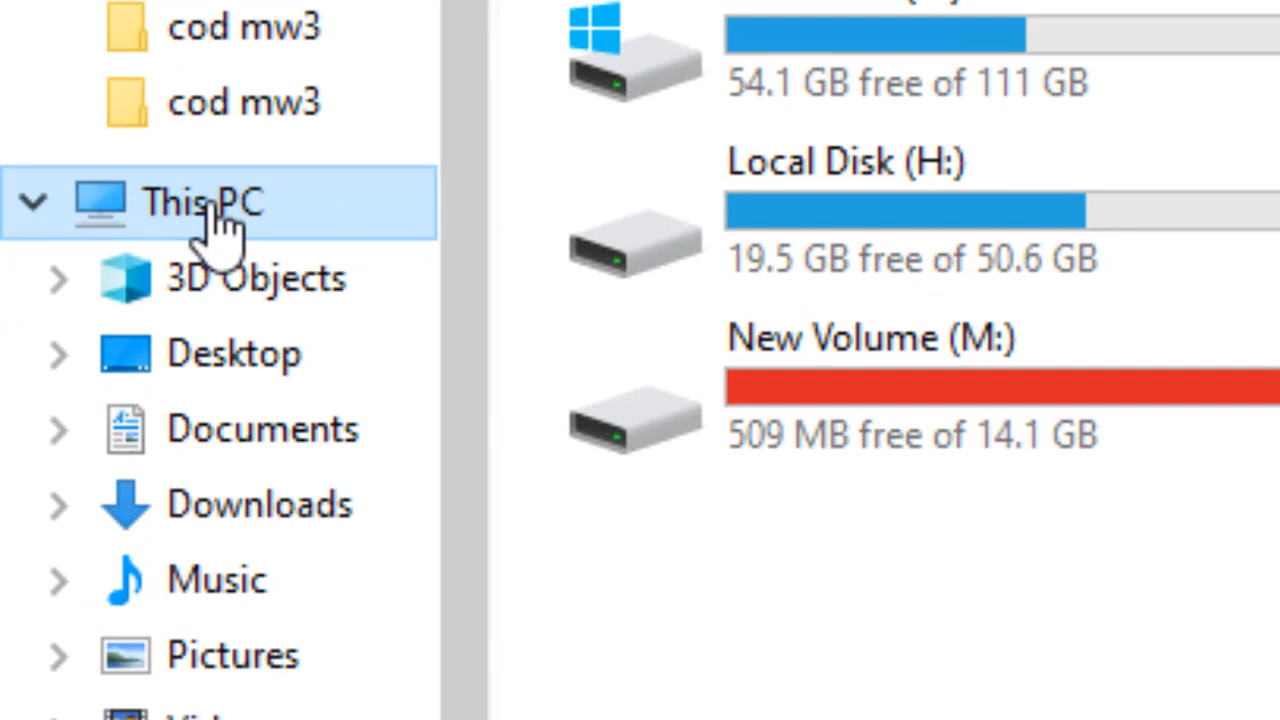 cod mw3
cod mw3
This PC
3D Objects
Desktop
Documents
Downloads
Music
Pictures
54.1 GB free of 111 GB
Local Disk (H:)
19.5 GB free of 50.6 GB
New Volume (M:)
509 MB free of 14.1 GB